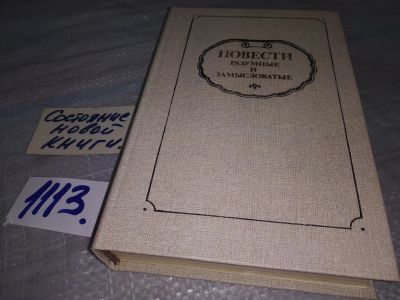 ПОВЕСТИ
РАЗУМНЫЕ
И
ЗАМЫСЛОВАТЫЕ
Состояние
новой
книги.
1113.